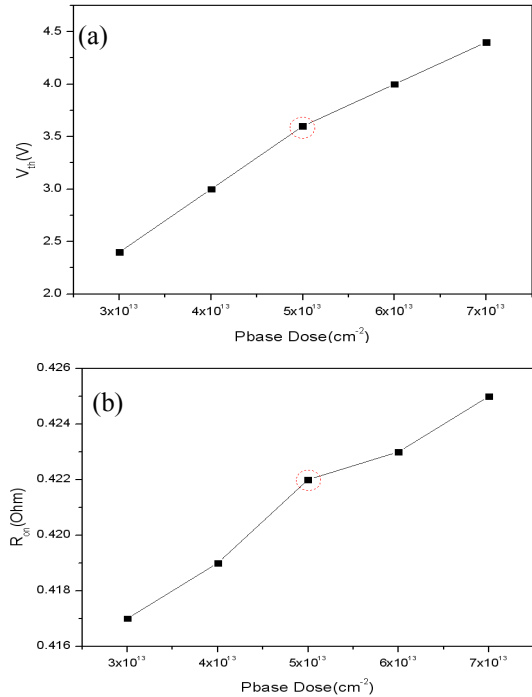 (a)
4.5
4.0
3.5
3.0
2.5
2.0
V_th(V)
3x10^13 4x10^13 5x10^13 6x10^13 7x10^13
Pbase Dose(cm^-2)
(b)
0.426
0.424
0.422
0.420
0.418
0.416
R_on(Ohm)
3x10^13 4x10^13 5x10^13 6x10^13 7x10^13
Pbase Dose(cm^-2)